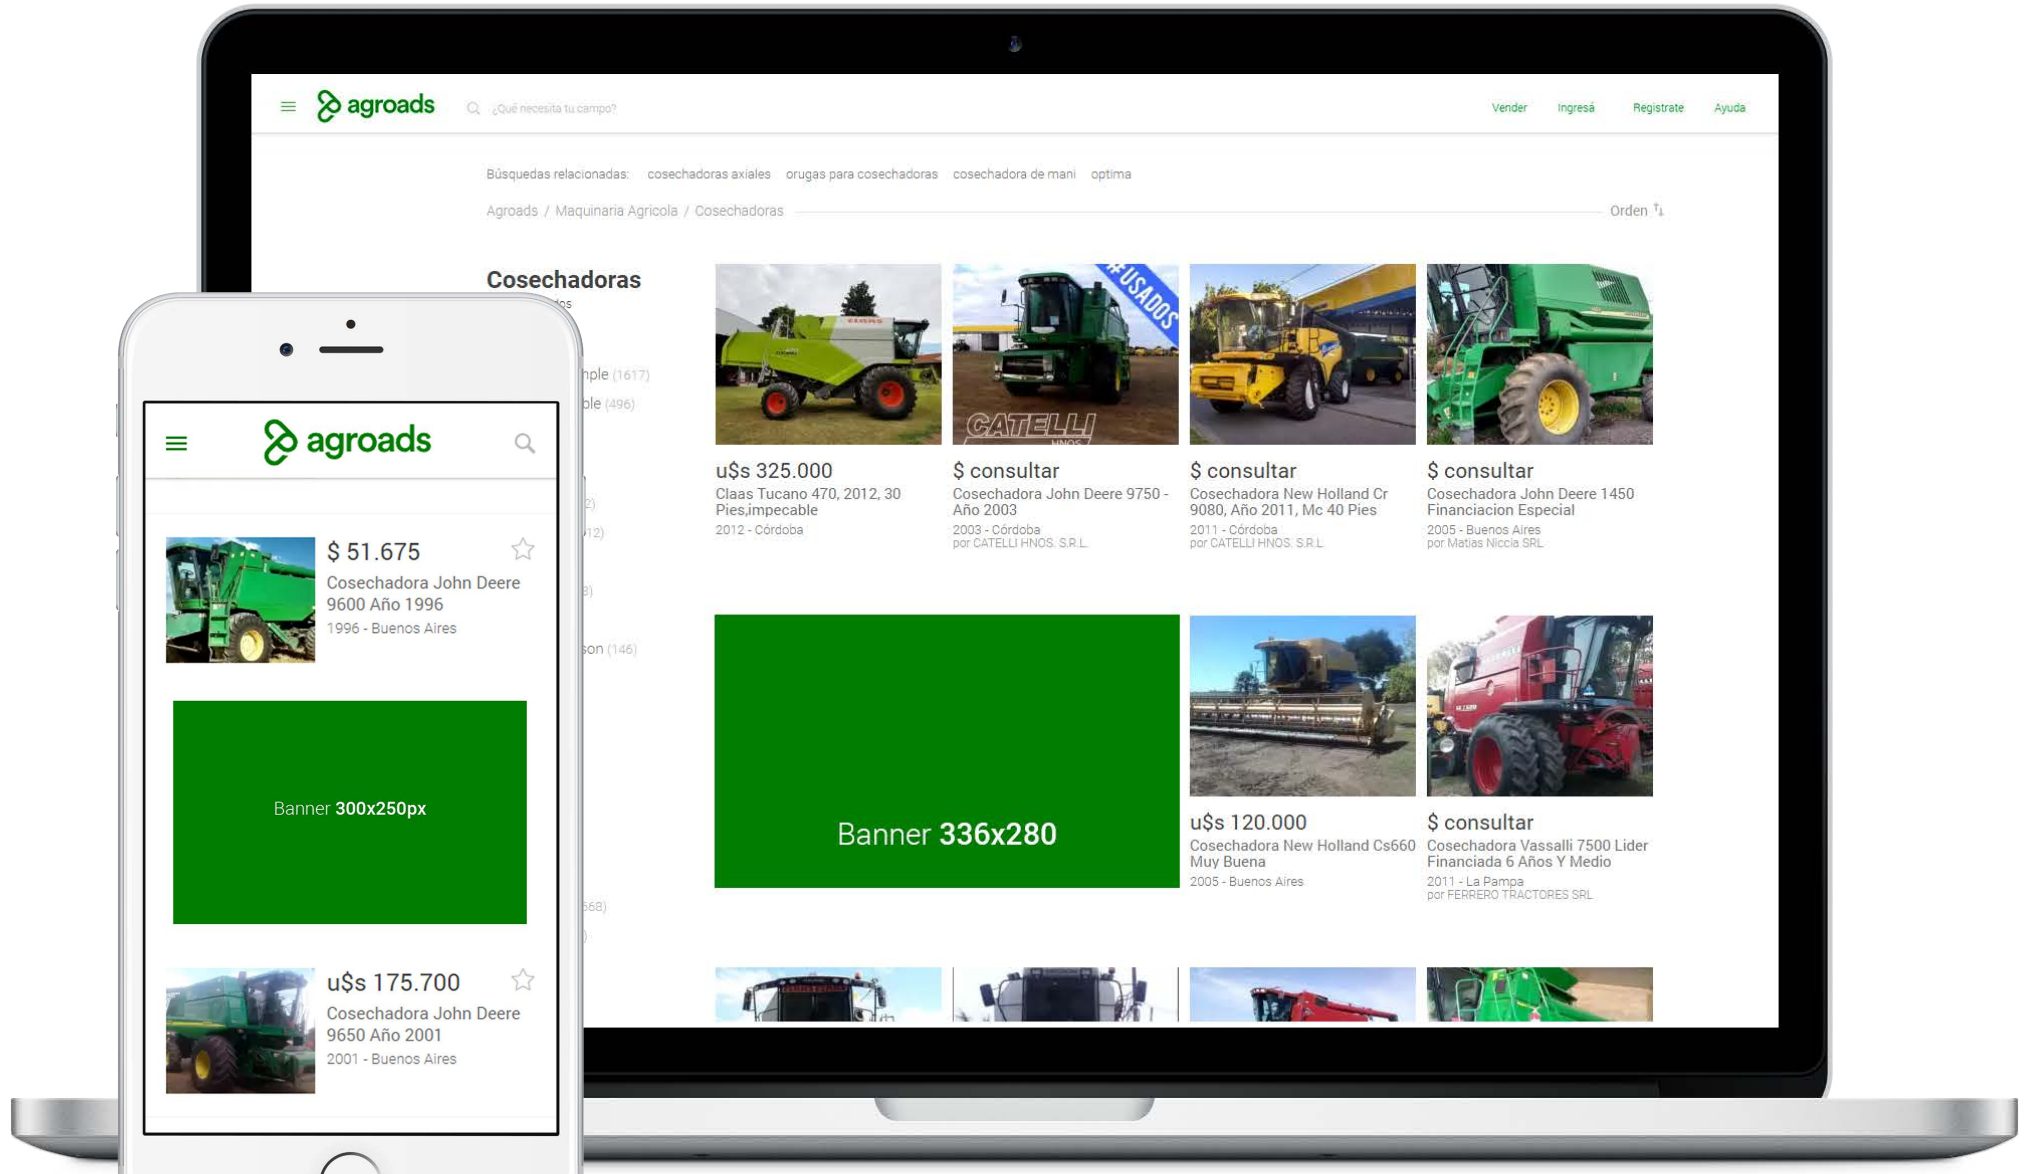 agroads
¿Qué necesita tu campo?
Vender
Ingresá
Registrate
Ayuda
Búsquedas relacionadas: cosechadoras axiales orugas para cosechadoras cosechadora de mani optima
Agroads / Maquinaria Agricola / Cosechadoras
Orden
Cosechadoras
(1617)
(496)
son (146)
#USADOS
CATELLI
HNOS
u$s 325.000
Claas Tucano 470, 2012, 30
Pies,impecable
2012 - Córdoba
$ consultar
Cosechadora John Deere 9750 -
Año 2003
2003 - Córdoba
por CATELLI HNOS. S.R.L.
$ consultar
Cosechadora New Holland Cr
9080, Año 2011, Mc 40 Pies
2011 - Córdoba
por CATELLI HNOS. S.R.L.
$ consultar
Cosechadora John Deere 1450
Financiacion Especial
2005 - Buenos Aires
por Matias Niccia SRL
Banner 336x280
u$s 120.000
Cosechadora New Holland Cs660
Muy Buena
2005 - Buenos Aires
$ consultar
Cosechadora Vassalli 7500 Lider
Financiada 6 Años Y Medio
2011 - La Pampa
por FERRERO TRACTORES SRL
agroads
$ 51.675
Cosechadora John Deere
9600 Año 1996
1996 - Buenos Aires
Banner 300x250px
u$s 175.700
Cosechadora John Deere
9650 Año 2001
2001 - Buenos Aires